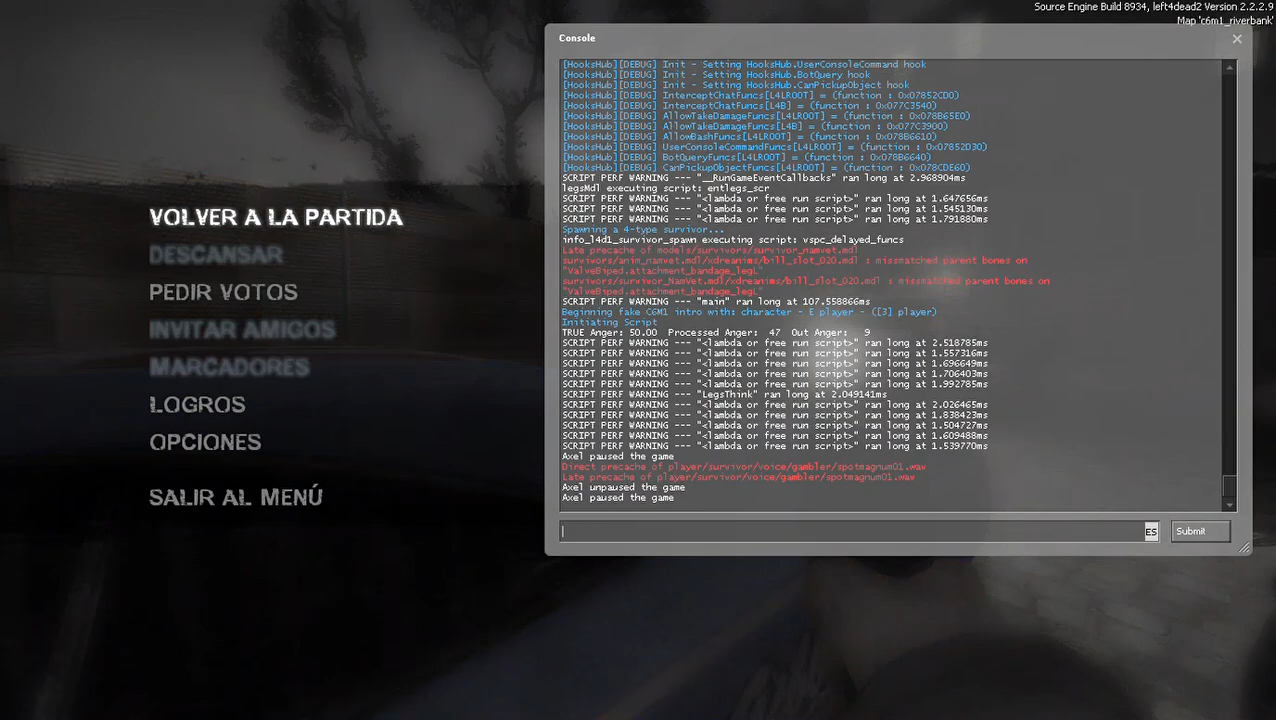 Source Engine Build 8934, left4dead2 Version 2.2.2.9
Map 'c6m1_riverbank'
Console
[HooksHub][DEBUG] Init - Setting HooksHub.UserConsoleCommand hook
[HooksHub][DEBUG] Init - Setting HooksHub.BotQuery hook
[HooksHub][DEBUG] Init - Setting HooksHub.CanPickupObject hook
[HooksHub][DEBUG] InterceptChatFuncs[L4LROOT] = (function : 0x07852CD0)
[HooksHub][DEBUG] InterceptChatFuncs[L4B] = (function : 0x077C3540)
[HooksHub][DEBUG] AllowTakeDamageFuncs[L4LROOT] = (function : 0x078B65E0)
[HooksHub][DEBUG] AllowTakeDamageFuncs[L4B] = (function : 0x077C3900)
[HooksHub][DEBUG] AllowBashFuncs[L4LROOT] = (function : 0x078B6610)
[HooksHub][DEBUG] UserConsoleCommandFuncs[L4LROOT] = (function : 0x07852D30)
[HooksHub][DEBUG] BotQueryFuncs[L4LROOT] = (function : 0x078B6640)
[HooksHub][DEBUG] CanPickupObjectFuncs[L4LROOT] = (function : 0x078CDE60)
SCRIPT PERF WARNING --- "__RunGameEventCallbacks" ran long at 2.968904ms
legsMdl executing script: entlegs_scr
SCRIPT PERF WARNING --- "<lambda or free run script>" ran long at 1.647656ms
SCRIPT PERF WARNING --- "<lambda or free run script>" ran long at 1.545130ms
SCRIPT PERF WARNING --- "<lambda or free run script>" ran long at 1.791880ms
Spawning a 4-type survivor...
info_l4d1_survivor_spawn executing script: vspc_delayed_funcs
Late precache of models/survivors/survivor_namvet.mdl
survivors/anim_namvet.mdl/xdreanims/bill_slot_020.mdl : missmatched parent bones on
"ValveBiped.attachment_bandage_legL"
survivors/survivor_NamVet.mdl/xdreanims/bill_slot_020.mdl : missmatched parent bones on
"ValveBiped.attachment_bandage_legL"
SCRIPT PERF WARNING --- "main" ran long at 107.558866ms
Beginning fake C6M1 intro with: character - E player - ([3] player)
Initiating Script
TRUE Anger: 50.00  Processed Anger:  47  Out Anger:   9
SCRIPT PERF WARNING --- "<lambda or free run script>" ran long at 2.518785ms
SCRIPT PERF WARNING --- "<lambda or free run script>" ran long at 1.557316ms
SCRIPT PERF WARNING --- "<lambda or free run script>" ran long at 1.696649ms
SCRIPT PERF WARNING --- "<lambda or free run script>" ran long at 1.706403ms
SCRIPT PERF WARNING --- "<lambda or free run script>" ran long at 1.992785ms
SCRIPT PERF WARNING --- "LegsThink" ran long at 2.049141ms
SCRIPT PERF WARNING --- "<lambda or free run script>" ran long at 2.026465ms
SCRIPT PERF WARNING --- "<lambda or free run script>" ran long at 1.838423ms
SCRIPT PERF WARNING --- "<lambda or free run script>" ran long at 1.504727ms
SCRIPT PERF WARNING --- "<lambda or free run script>" ran long at 1.609488ms
SCRIPT PERF WARNING --- "<lambda or free run script>" ran long at 1.539770ms
Axel paused the game
Direct precache of player/survivor/voice/gambler/spotmagnum01.wav
Late precache of player/survivor/voice/gambler/spotmagnum01.wav
Axel unpaused the game
Axel paused the game
ES
Submit
VOLVER A LA PARTIDA
DESCANSAR
PEDIR VOTOS
INVITAR AMIGOS
MARCADORES
LOGROS
OPCIONES
SALIR AL MENÚ